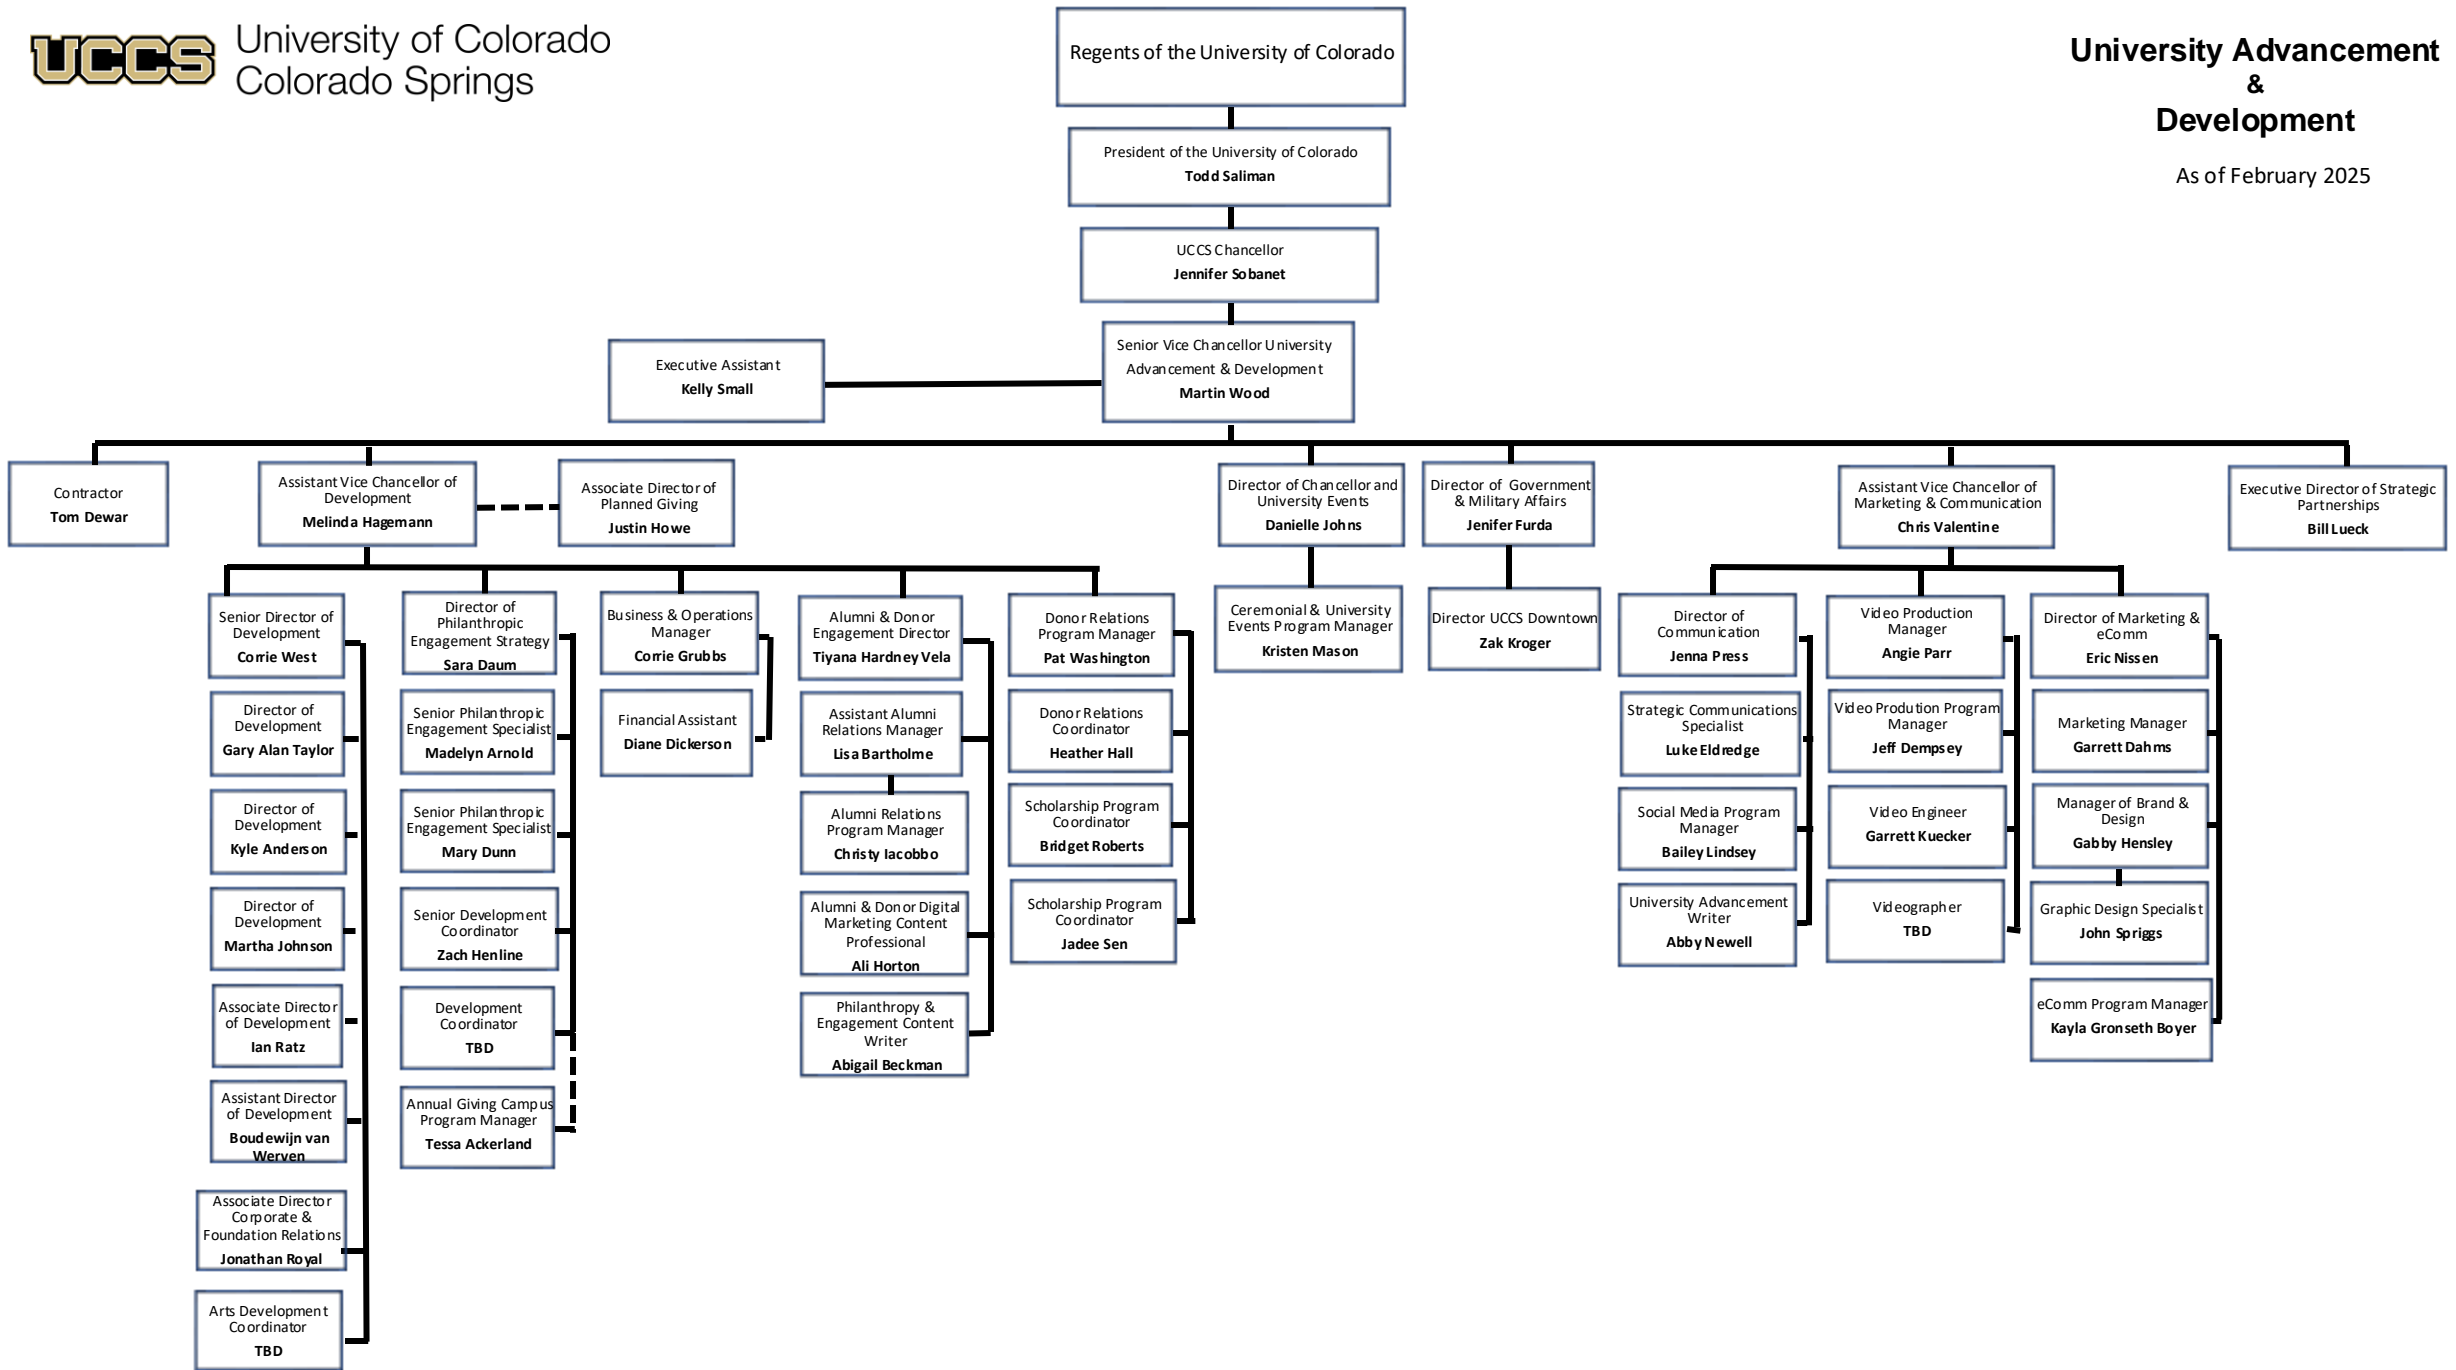 UCCS
University of Colorado
Colorado Springs
University Advancement
&
Development
As of February 2025
Regents of the University of Colorado
President of the University of Colorado
Todd Saliman
UCCS Chancellor
Jennifer Sobanet
Senior Vice Chancellor University
Advancement & Development
Martin Wood
Executive Assistant
Kelly Small
Contractor
Tom Dewar
Assistant Vice Chancellor of
Development
Melinda Hagemann
Associate Director of
Planned Giving
Justin Howe
Director of Chancellor and
University Events
Danielle Johns
Director of Government
& Military Affairs
Jenifer Furda
Assistant Vice Chancellor of
Marketing & Communication
Chris Valentine
Executive Director of Strategic
Partnerships
Bill Lueck
Senior Director of
Development
Corrie West
Director of
Development
Gary Alan Taylor
Director of
Development
Kyle Anderson
Director of
Development
Martha Johnson
Associate Director
of Development
Ian Ratz
Assistant Director
of Development
Boudewijn van
Werven
Associate Director
Corporate &
Foundation Relations
Jonathan Royal
Arts Development
Coordinator
TBD
Director of
Philanthropic
Engagement Strategy
Sara Daum
Senior Philanthropic
Engagement Specialist
Madelyn Arnold
Senior Philanthropic
Engagement Specialist
Mary Dunn
Senior Development
Coordinator
Zach Henline
Development
Coordinator
TBD
Annual Giving Campus
Program Manager
Tessa Ackerland
Business & Operations
Manager
Corrie Grubbs
Financial Assistant
Diane Dickerson
Alumni & Donor
Engagement Director
Tiyana Hardney Vela
Assistant Alumni
Relations Manager
Lisa Bartholme
Alumni Relations
Program Manager
Christy Iacobbo
Alumni & Donor Digital
Marketing Content
Professional
Ali Horton
Philanthropy &
Engagement Content
Writer
Abigail Beckman
Donor Relations
Program Manager
Pat Washington
Donor Relations
Coordinator
Heather Hall
Scholarship Program
Coordinator
Bridget Roberts
Scholarship Program
Coordinator
Jadee Sen
Ceremonial & University
Events Program Manager
Kristen Mason
Director UCCS Downtown
Zak Kroger
Director of
Communication
Jenna Press
Strategic Communications
Specialist
Luke Eldredge
Social Media Program
Manager
Bailey Lindsey
University Advancement
Writer
Abby Newell
Video Production
Manager
Angie Parr
Video Prodution Program
Manager
Jeff Dempsey
Video Engineer
Garrett Kuecker
Videographer
TBD
Director of Marketing &
eComm
Eric Nissen
Marketing Manager
Garrett Dahms
Manager of Brand &
Design
Gabby Hensley
Graphic Design Specialist
John Spriggs
eComm Program Manager
Kayla Gronseth Boyer